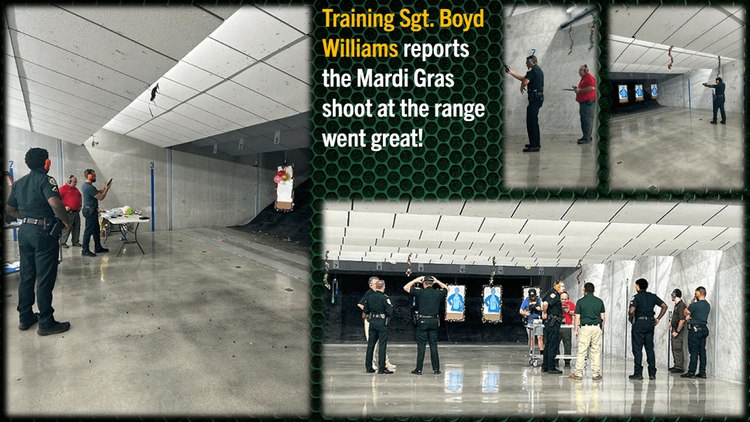 Training Sgt. Boyd
Williams reports
the Mardi Gras
shoot at the range
went great!